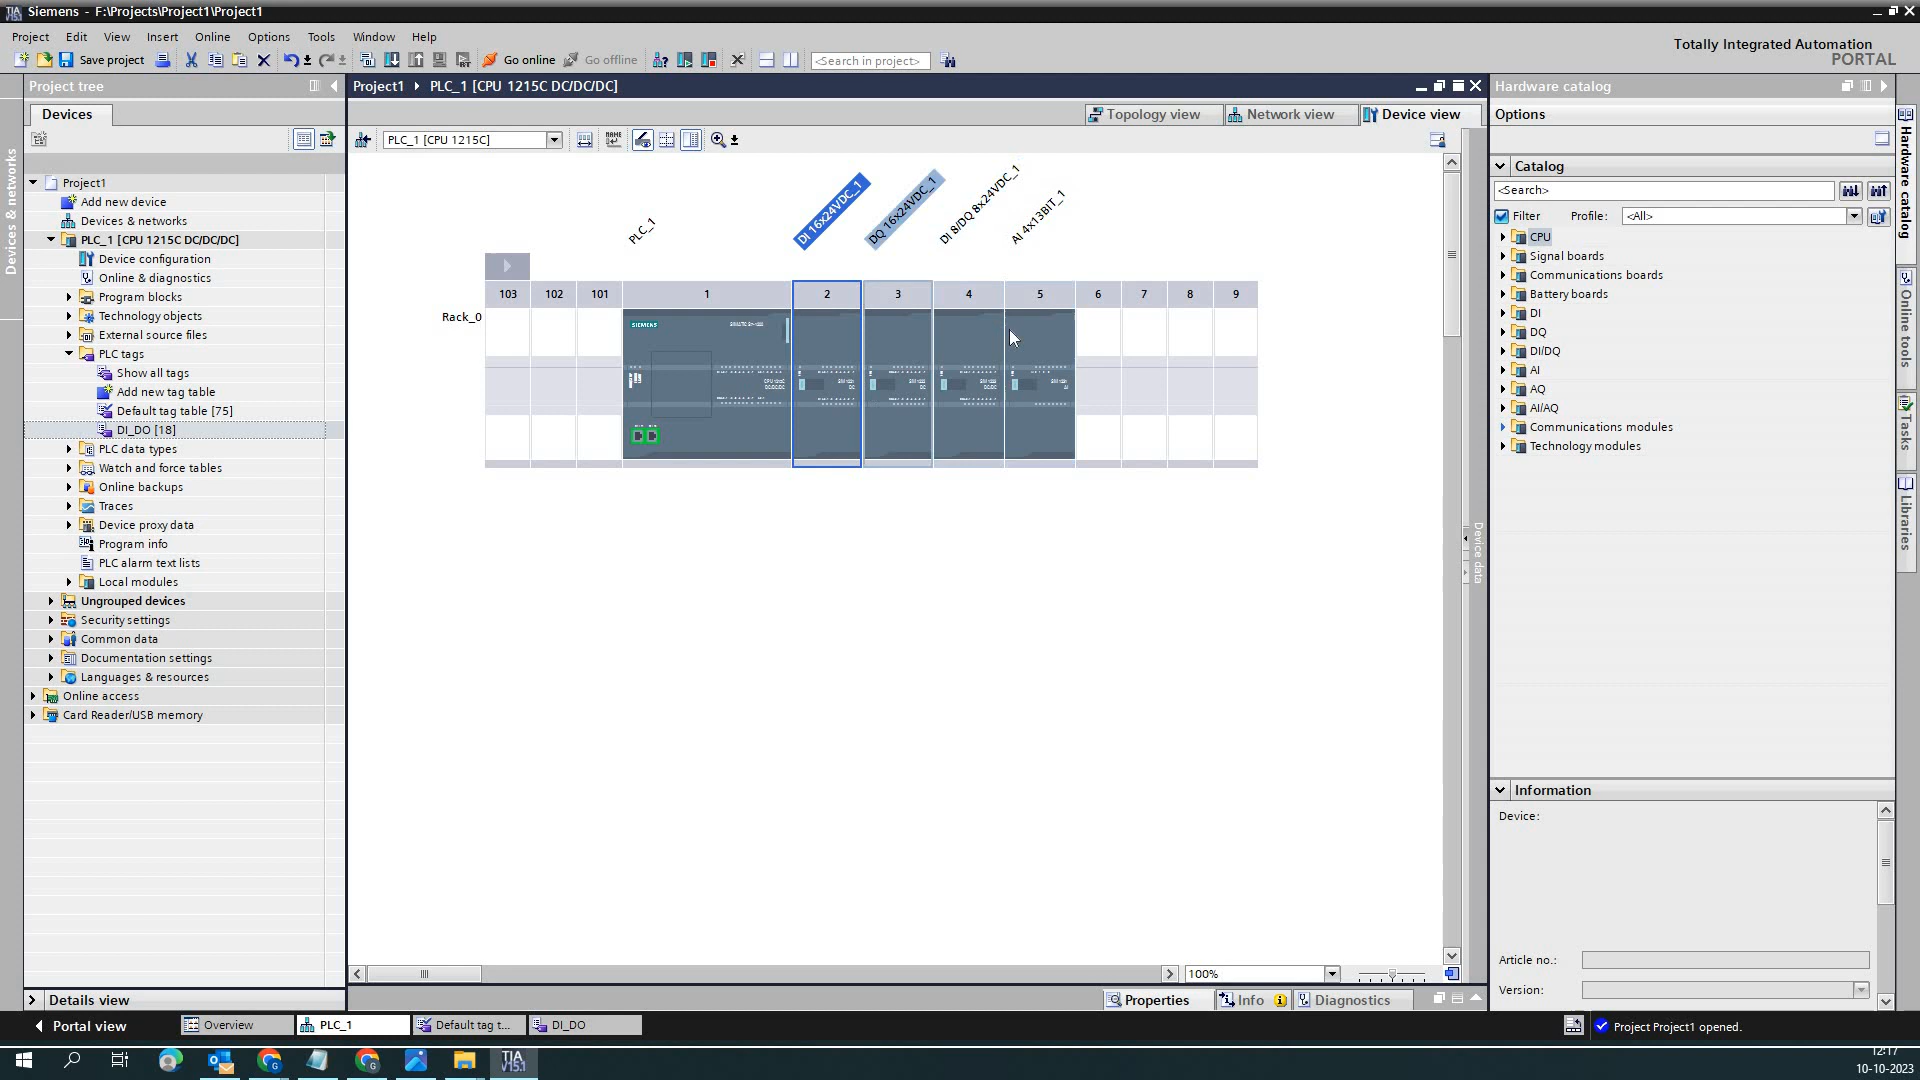 Siemens - F:\Projects\Project1\Project1
Project Edit View Insert Online Options Tools Window Help
Totally Integrated Automation
PORTAL
Save project
Go online
Go offline
<Search in project>
Project tree
Project1 PLC_1 [CPU 1215C DC/DC/DC]
Hardware catalog
Devices
Topology view
Network view
Device view
Options
PLC_1 [CPU 1215C]
Devices & networks
Project1
Add new device
Devices & networks
PLC_1 [CPU 1215C DC/DC/DC]
Device configuration
Online & diagnostics
Program blocks
Technology objects
External source files
PLC tags
Show all tags
Add new tag table
Default tag table [75]
DI_DO [18]
PLC data types
Watch and force tables
Online backups
Traces
Device proxy data
Program info
PLC alarm text lists
Local modules
Ungrouped devices
Security settings
Common data
Documentation settings
Languages & resources
Online access
Card Reader/USB memory
Details view
PLC_1
DI 16x24VDC_1
DQ 16x24VDC_1
DI 8/DQ 8x24VDC_1
AI 4x13BIT_1
103 102 101 1 2 3 4 5 6 7 8 9
Rack_0
SIEMENS
Device data
100%
Properties
Info
Diagnostics
Catalog
<Search>
Filter Profile: <All>
CPU
Signal boards
Communications boards
Battery boards
DI
DQ
DI/DQ
AI
AQ
AI/AQ
Communications modules
Technology modules
Information
Device:
Article no.:
Version:
Hardware catalog
Online tools
Tasks
Libraries
Portal view
Overview
PLC_1
Default tag t...
DI_DO
Project Project1 opened.
TIA
V15.1
12:17
10-10-2023